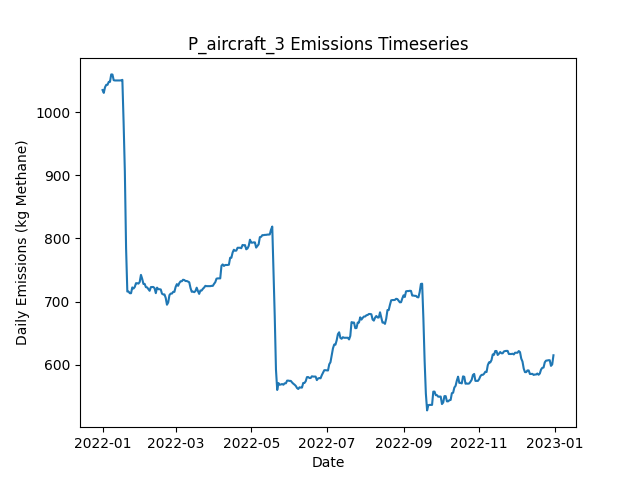 P_aircraft_3 Emissions Timeseries
Daily Emissions (kg Methane)
1000
900
800
700
600
2022-01 2022-03 2022-05 2022-07 2022-09 2022-11 2023-01
Date